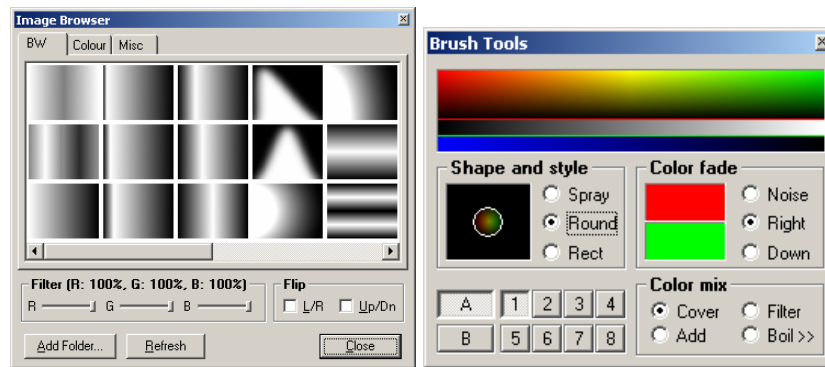 Image Browser
BW Colour Misc
Filter (R: 100%, G: 100%, B: 100%)
R G B
Flip
L/R Up/Dn
Add Folder... Refresh Close
Brush Tools
Shape and style
Spray
Round
Rect
Color fade
Noise
Right
Down
A 1 2 3 4
B 5 6 7 8
Color mix
Cover Filter
Add Boil >>